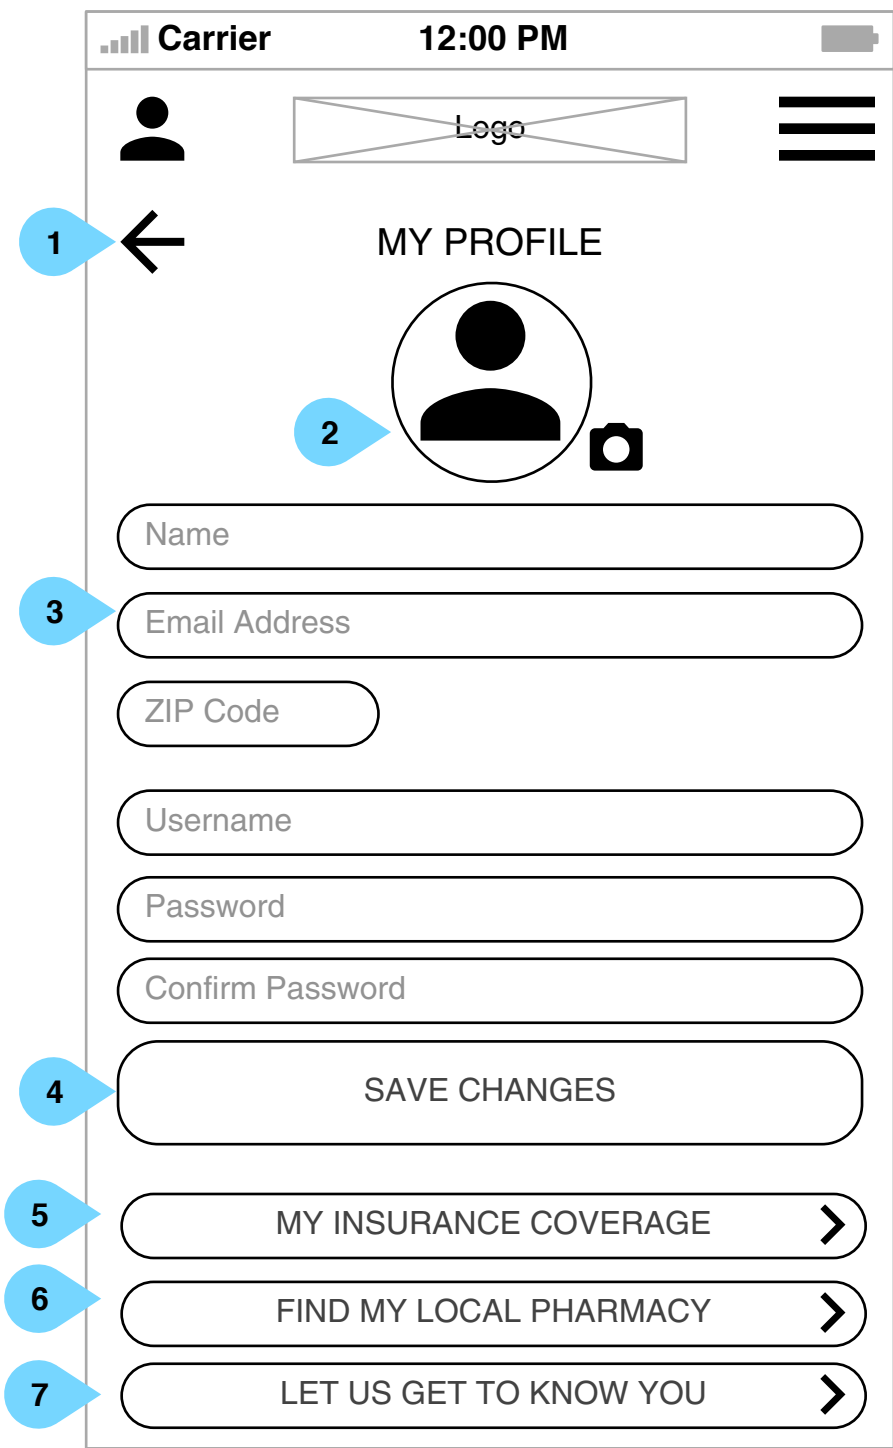 Carrier 12:00 PM
Logo
1 MY PROFILE
2
Name
3 Email Address
ZIP Code
Username
Password
Confirm Password
4 SAVE CHANGES
5 MY INSURANCE COVERAGE
6 FIND MY LOCAL PHARMACY
7 LET US GET TO KNOW YOU